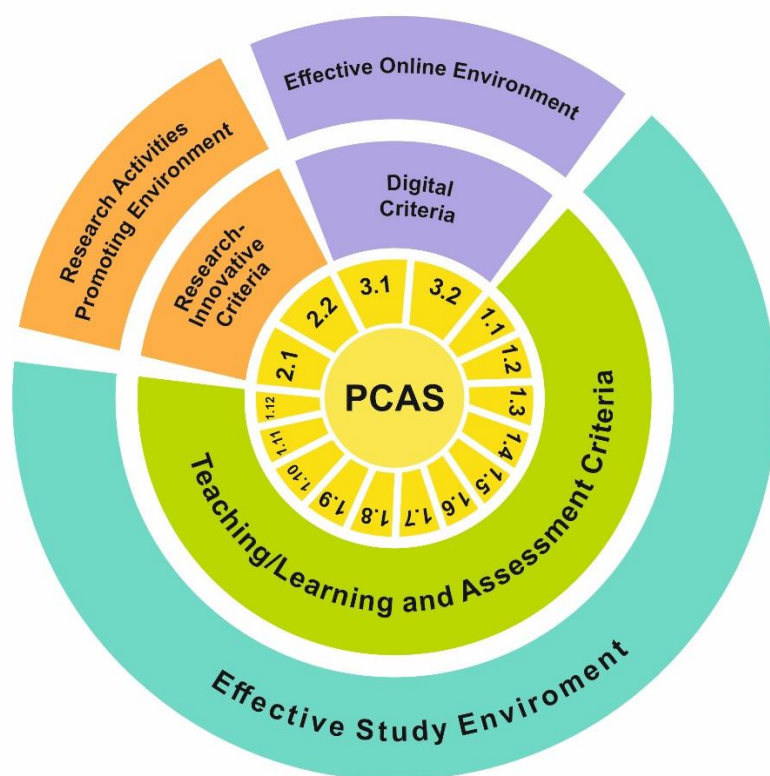 Effective Online Environment
Digital
Criteria
Research Activities
Promoting Environment
Research-
Innovative
Criteria
3.1
3.2
1.1
1.2
1.3
1.4
1.5
1.6
1.7
1.8
1.9
1.10
1.11
1.12
2.1
2.2
PCAS
Teaching/Learning and Assessment Criteria
Effective Study Enviroment